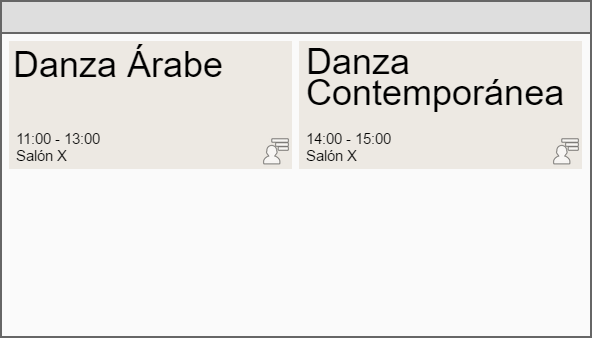 Danza Árabe
11:00 - 13:00
Salón X
Danza
Contemporánea
14:00 - 15:00
Salón X